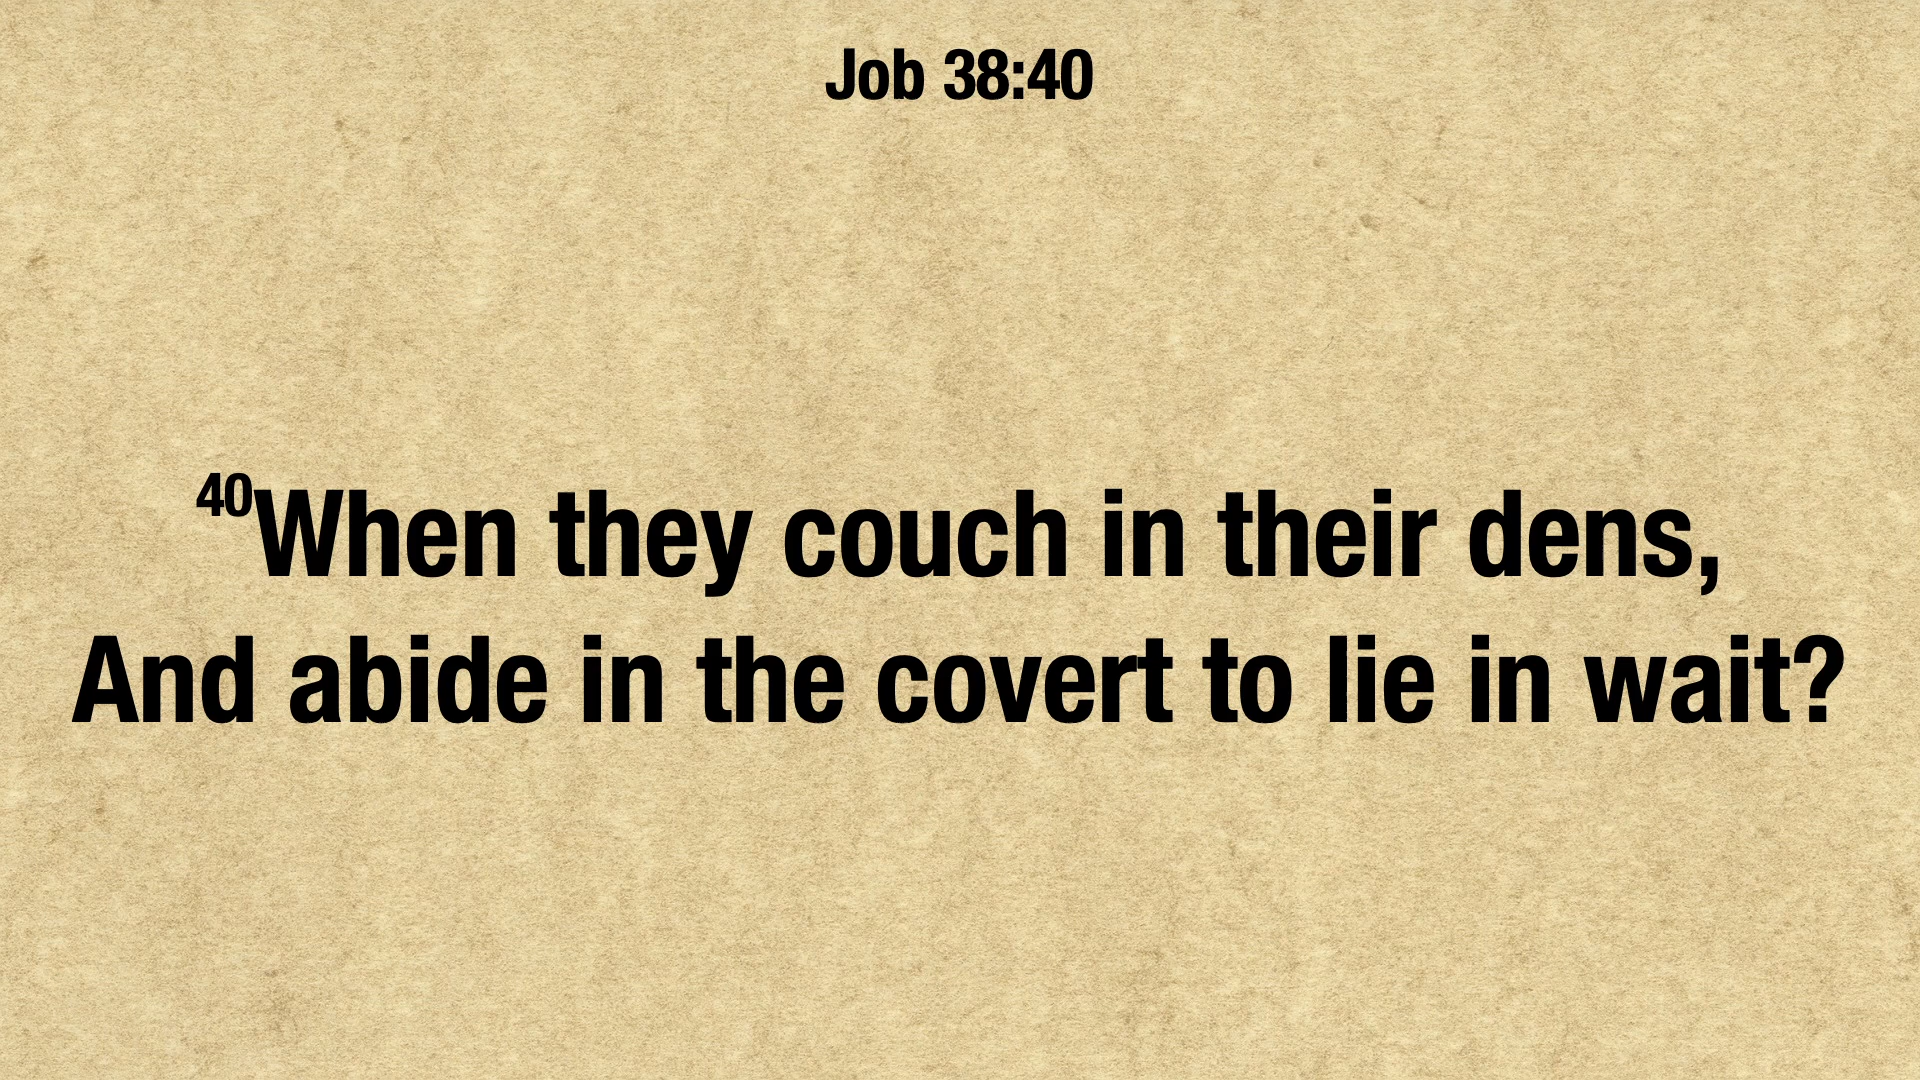 Job 38:40
40When they couch in their dens,
And abide in the covert to lie in wait?